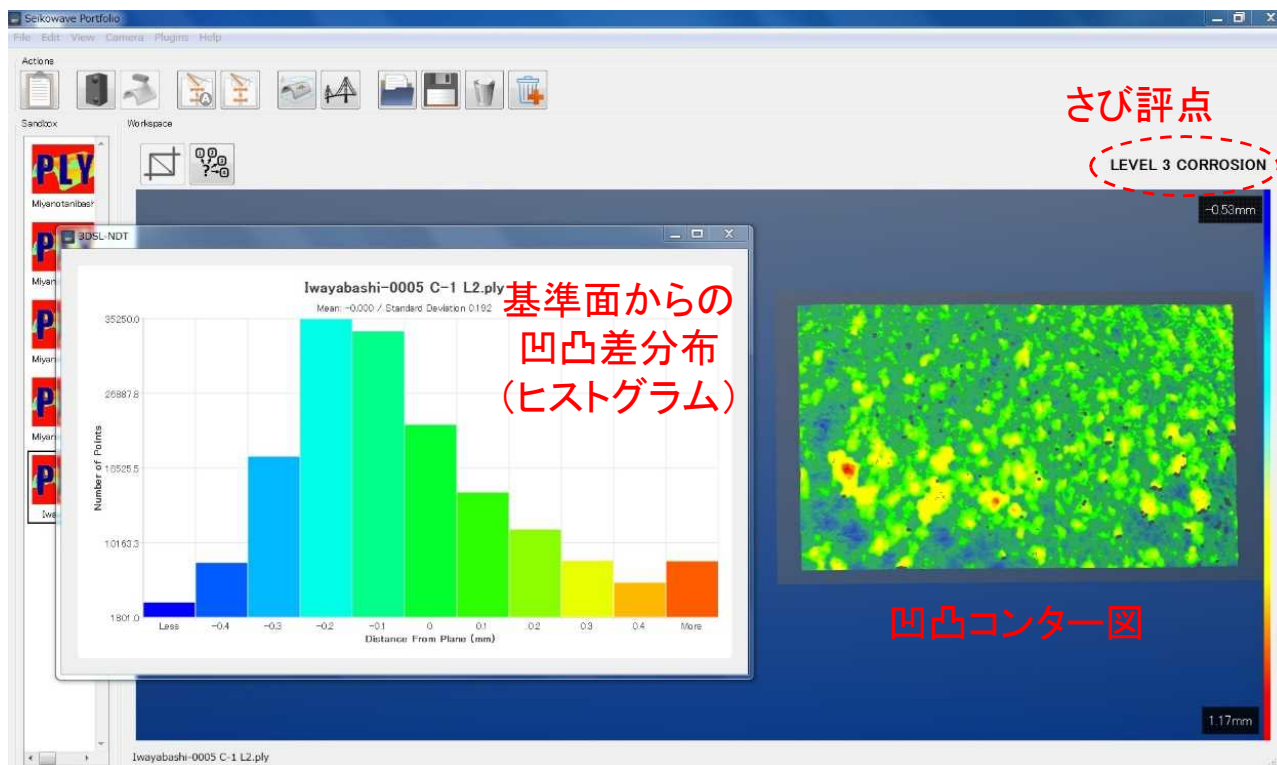 Seikowave Portfolio
File Edit View Camera Plugins Help
Actions
Sandbox
Workspace
さび評点
LEVEL 3 CORROSION
PLY
Miyanotanibash
-0.53mm
3DSL-NDT
Iwayabashi-0005 C-1 L2.ply
Mean: -0.000 / Standard Deviation 0.192
基準面からの
凹凸差分布
(ヒストグラム)
Number of Points
35250.0
26887.8
18525.5
10163.3
1801.0
Less -0.4 -0.3 -0.2 -0.1 0 0.1 0.2 0.3 0.4 More
Distance From Plane (mm)
凹凸コンター図
1.17mm
Iwayabashi-0005 C-1 L2.ply